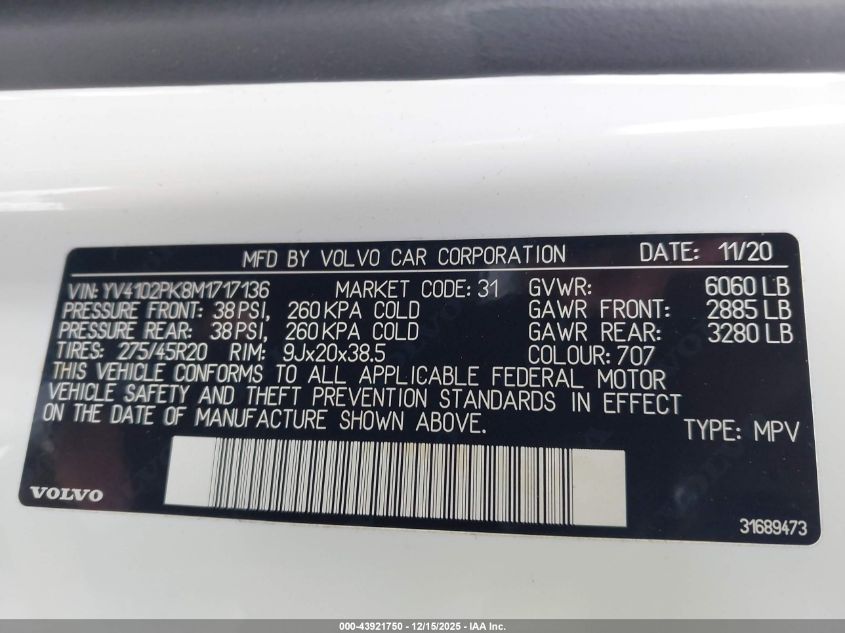 MFD BY VOLVO CAR CORPORATION DATE: 11/20
VIN: YV4102PK8M1717136 MARKET CODE: 31 GVWR: 6060 LB
PRESSURE FRONT: 38 PSI, 260 KPA COLD GAWR FRONT: 2885 LB
PRESSURE REAR: 38 PSI, 260 KPA COLD GAWR REAR: 3280 LB
TIRES: 275/45R20 RIM: 9Jx20x38.5 COLOUR: 707
THIS VEHICLE CONFORMS TO ALL APPLICABLE FEDERAL MOTOR
VEHICLE SAFETY AND THEFT PREVENTION STANDARDS IN EFFECT
ON THE DATE OF MANUFACTURE SHOWN ABOVE.
TYPE: MPV
VOLVO
31689473
000-43921750 - 12/15/2025 - IAA Inc.